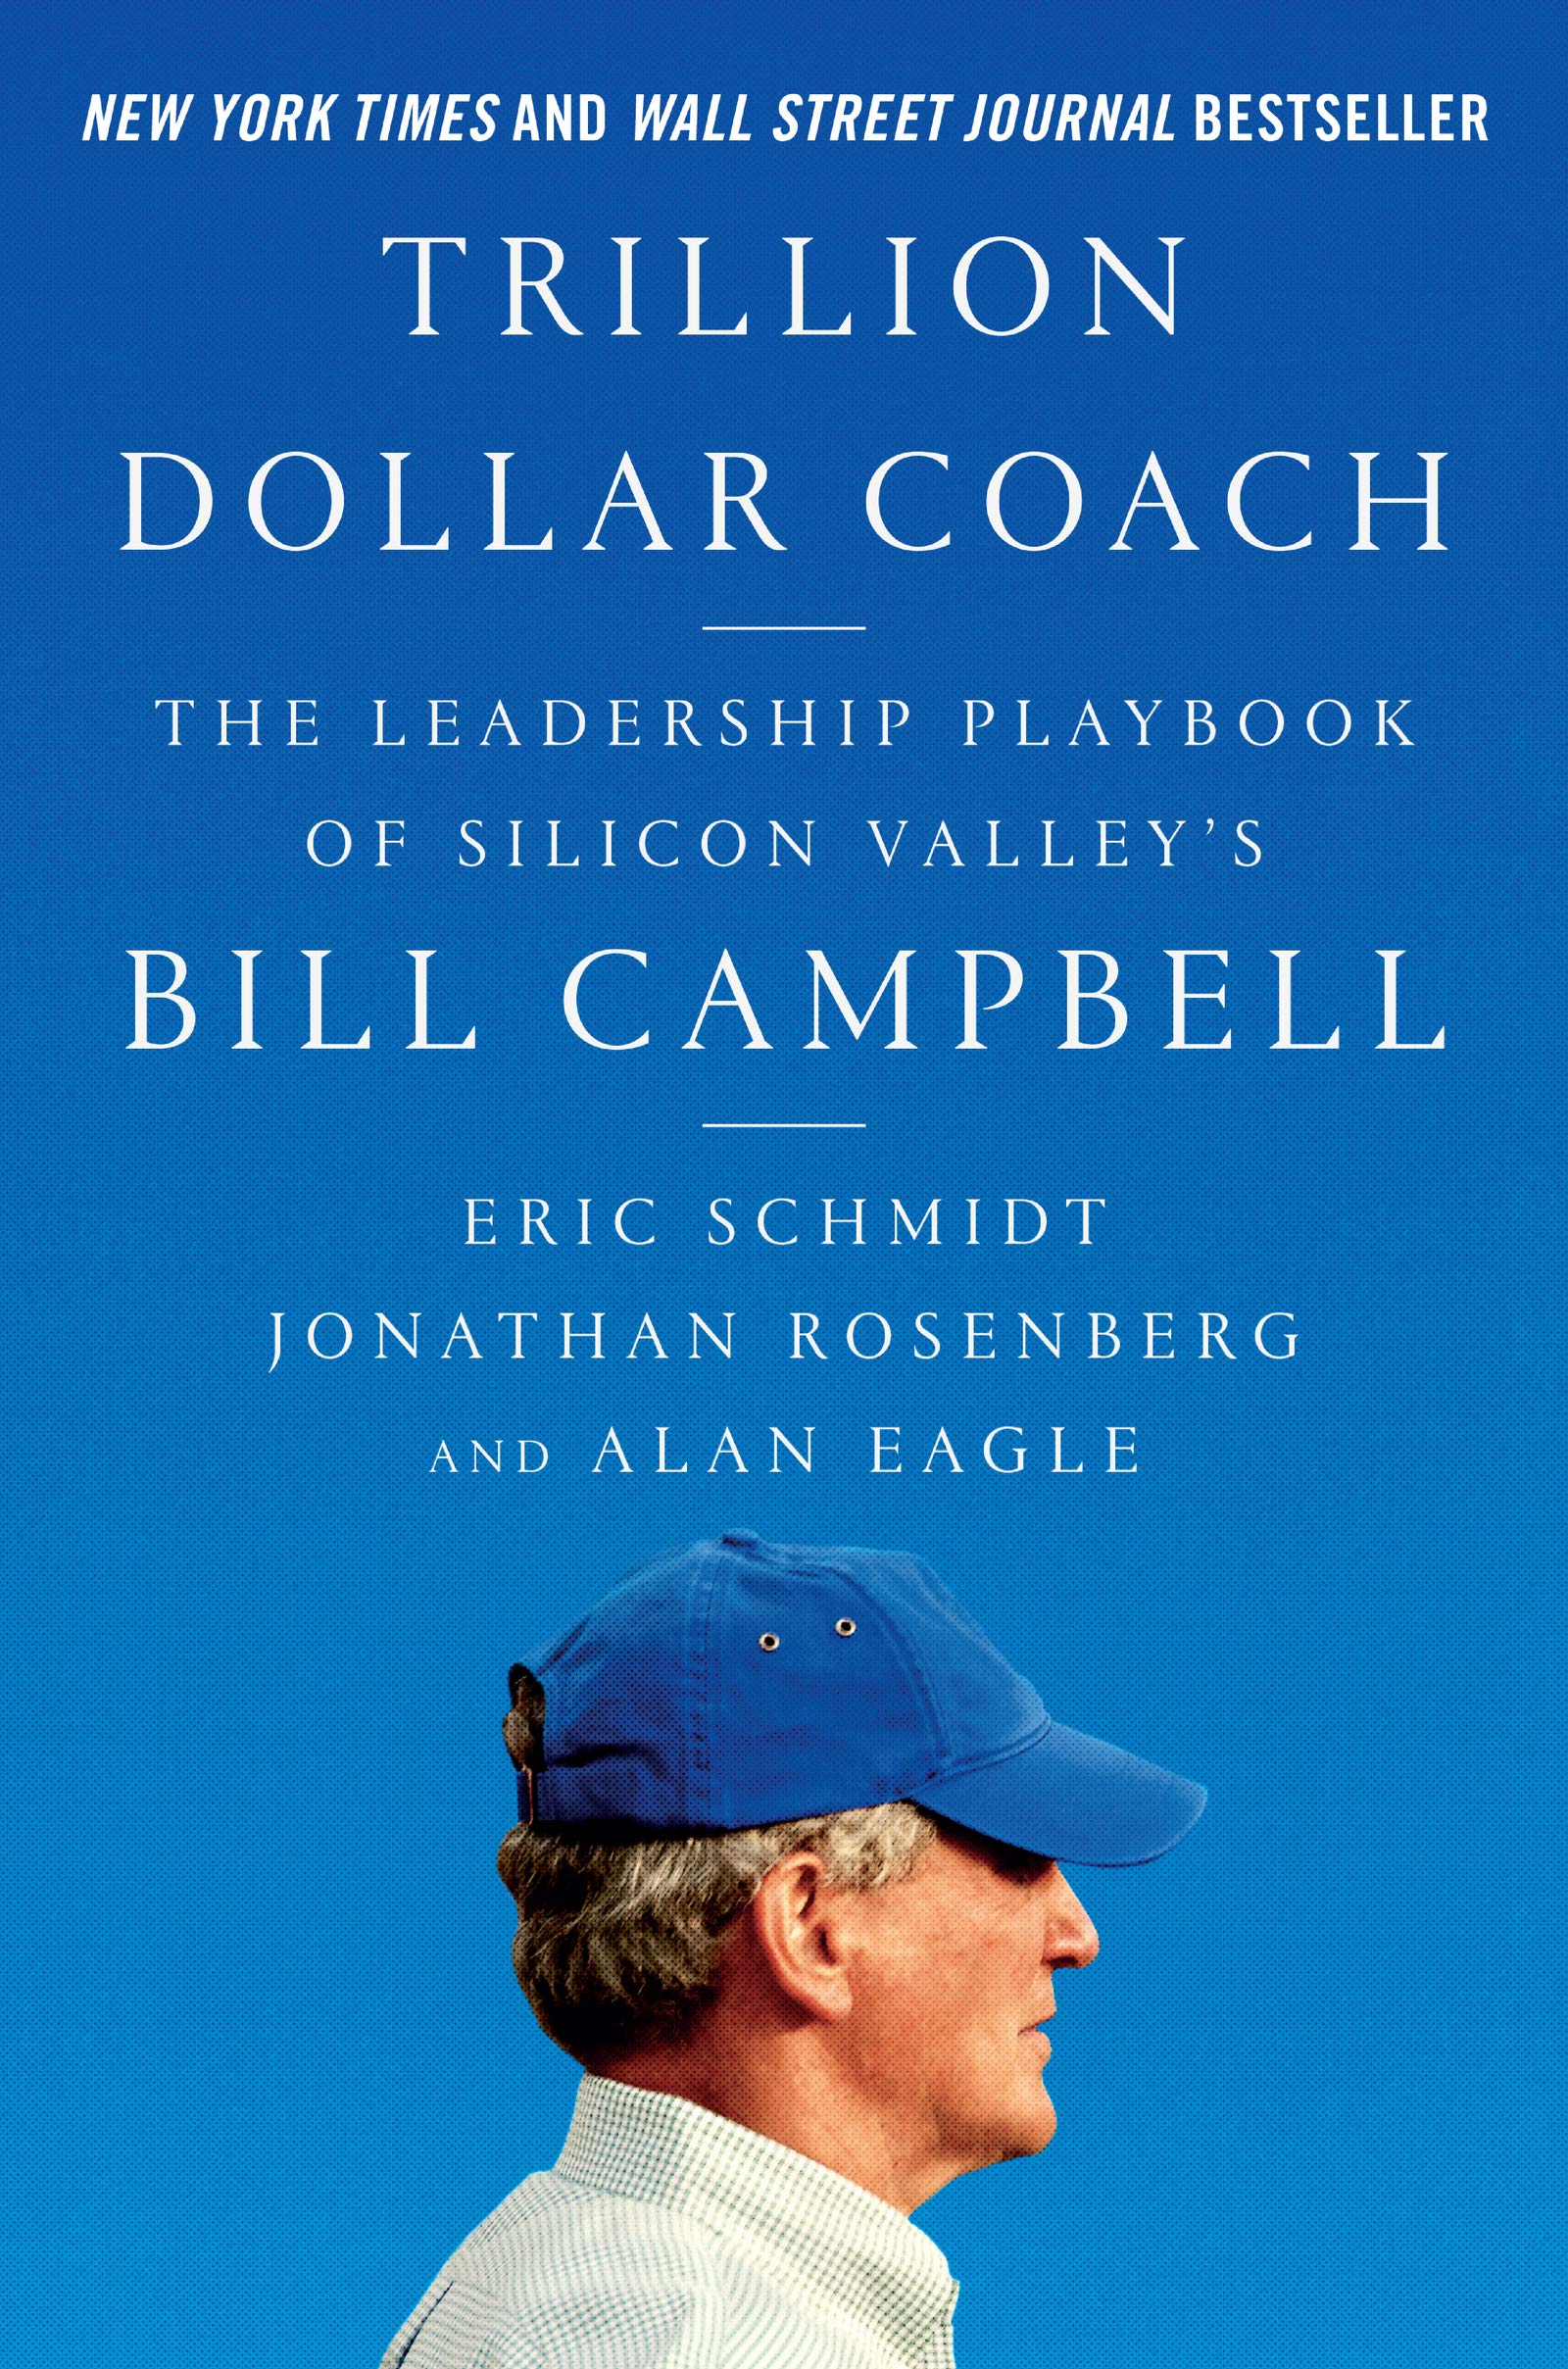 NEW YORK TIMES AND WALL STREET JOURNAL BESTSELLER
TRILLION
DOLLAR COACH
THE LEADERSHIP PLAYBOOK
OF SILICON VALLEY’S
BILL CAMPBELL
ERIC SCHMIDT
JONATHAN ROSENBERG
AND ALAN EAGLE